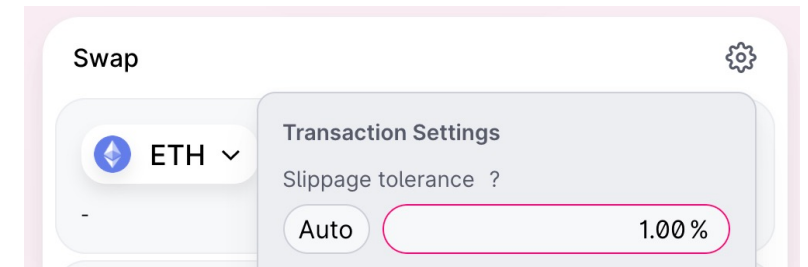 Swap
Transaction Settings
ETH
Slippage tolerance ?
-
Auto 1.00%